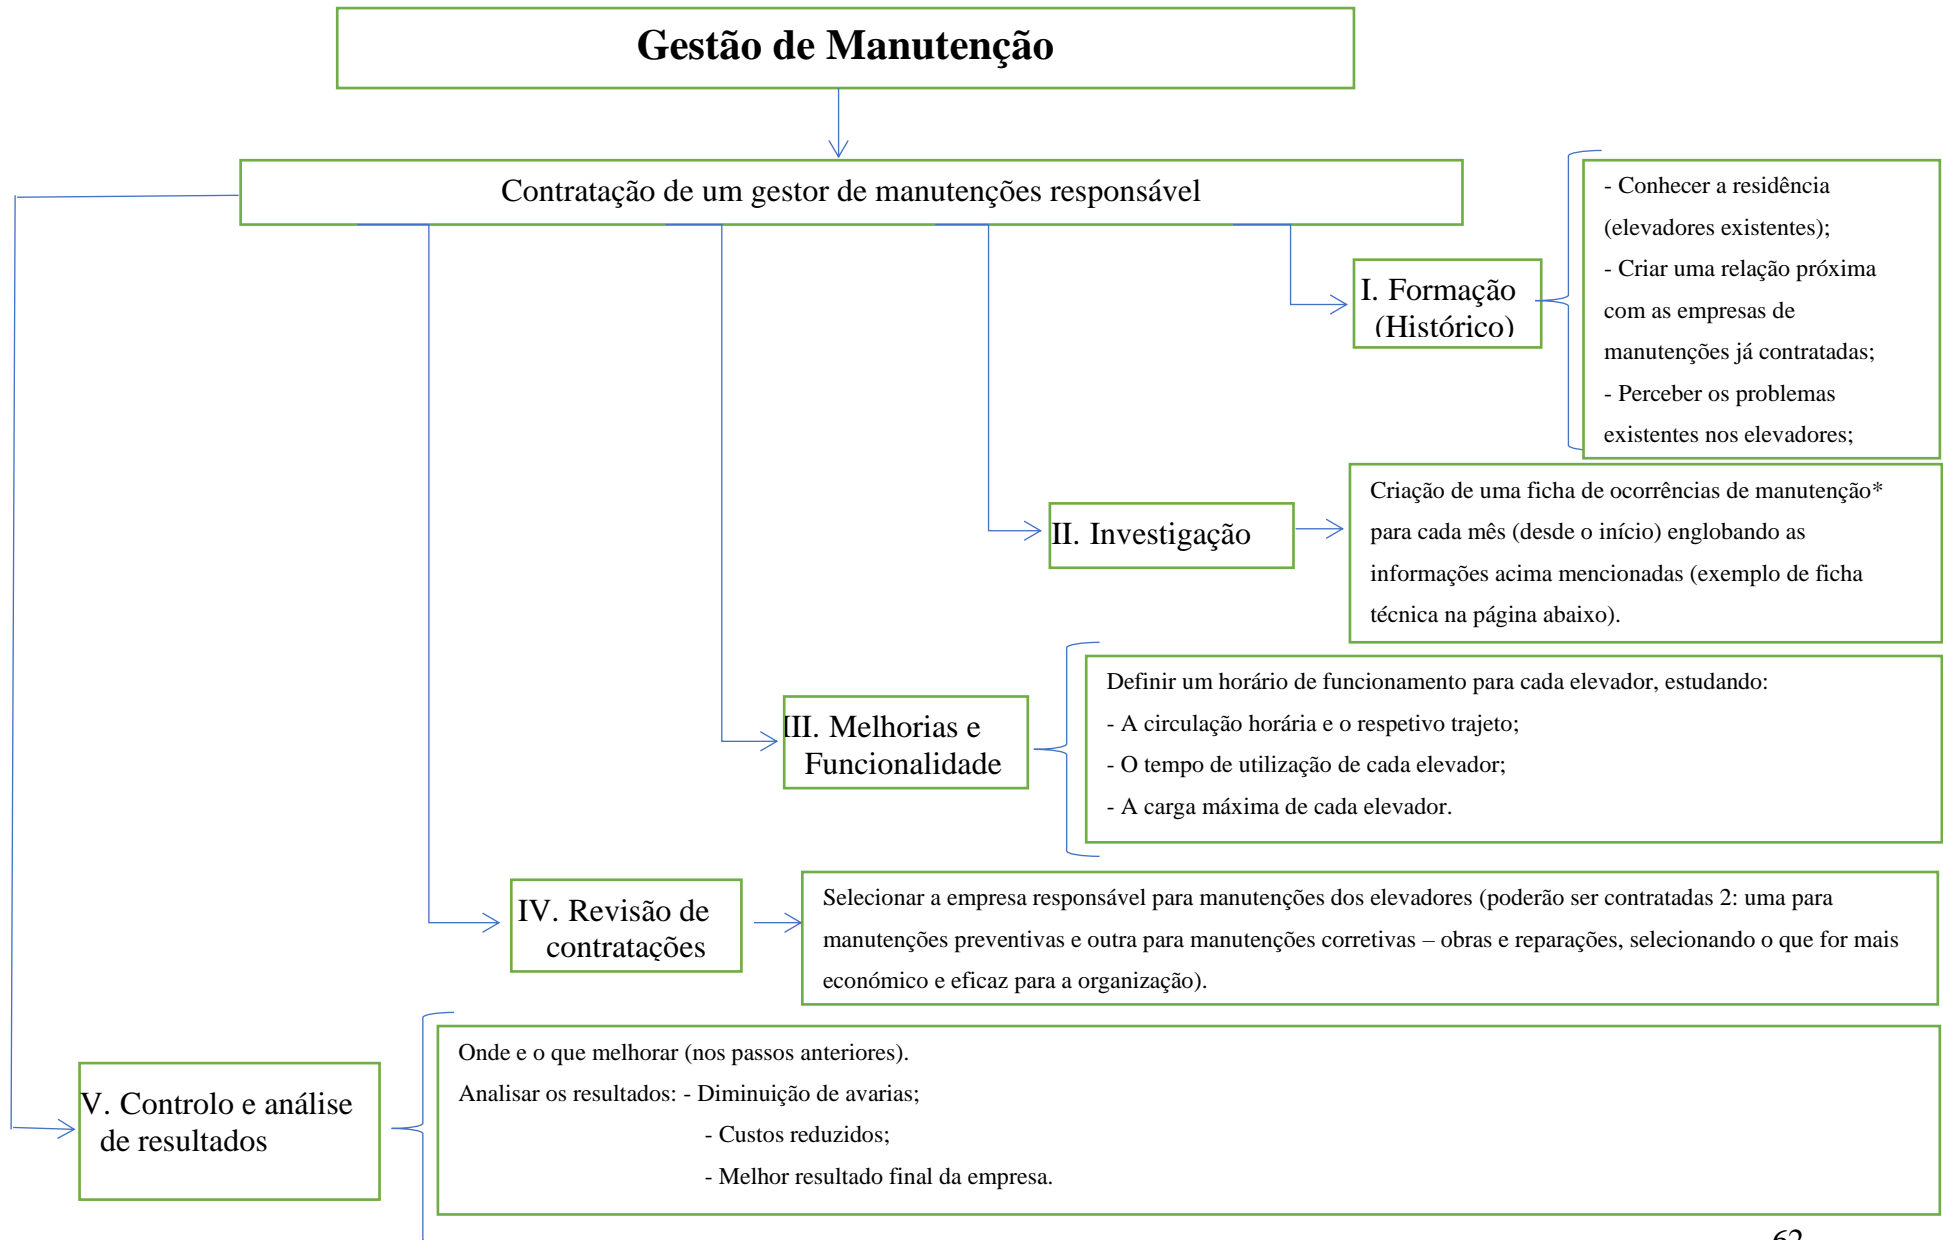 Gestão de Manutenção
Contratação de um gestor de manutenções responsável
I. Formação
(Histórico)
- Conhecer a residência
(elevadores existentes);
- Criar uma relação próxima
com as empresas de
manutenções já contratadas;
- Perceber os problemas
existentes nos elevadores;
II. Investigação
Criação de uma ficha de ocorrências de manutenção*
para cada mês (desde o início) englobando as
informações acima mencionadas (exemplo de ficha
técnica na página abaixo).
III. Melhorias e
Funcionalidade
Definir um horário de funcionamento para cada elevador, estudando:
- A circulação horária e o respetivo trajeto;
- O tempo de utilização de cada elevador;
- A carga máxima de cada elevador.
IV. Revisão de
contratações
Selecionar a empresa responsável para manutenções dos elevadores (poderão ser contratadas 2: uma para
manutenções preventivas e outra para manutenções corretivas – obras e reparações, selecionando o que for mais
económico e eficaz para a organização).
V. Controlo e análise
de resultados
Onde e o que melhorar (nos passos anteriores).
Analisar os resultados: - Diminuição de avarias;
- Custos reduzidos;
- Melhor resultado final da empresa.
62